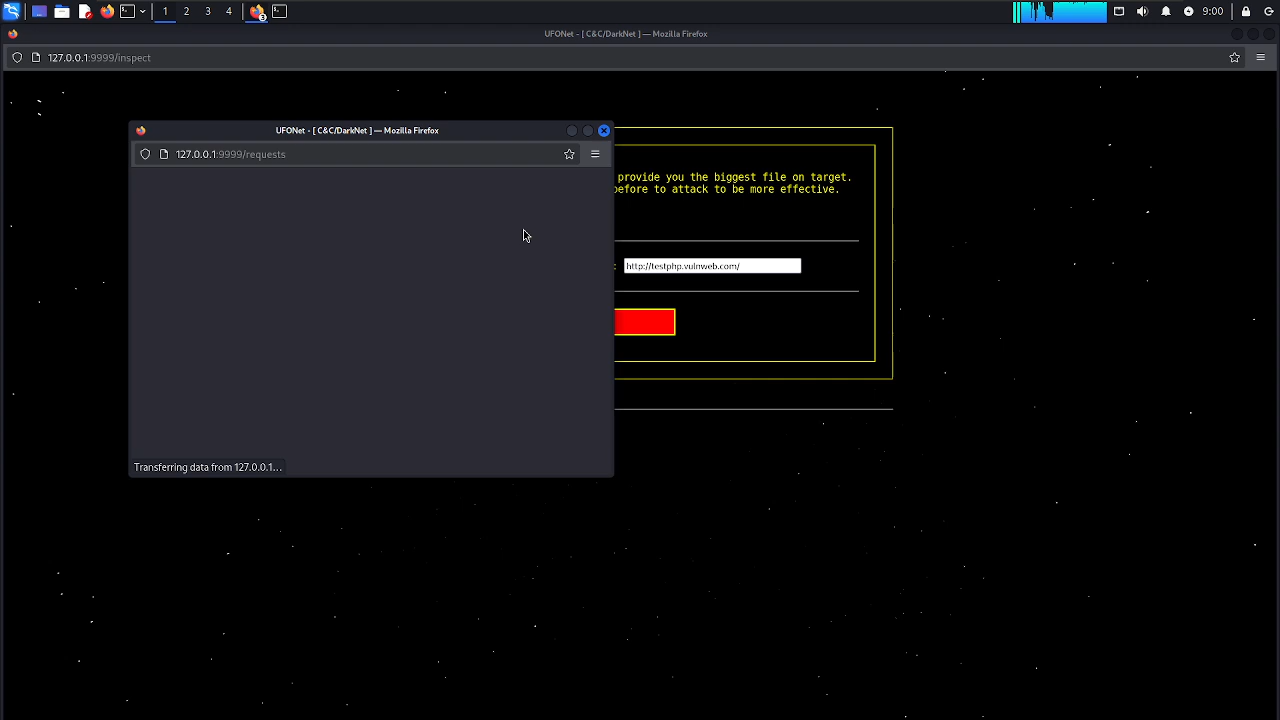 1 2 3 4
3
9:00
UFONet - [ C&C/DarkNet ] — Mozilla Firefox
127.0.0.1:9999/inspect
UFONet - [ C&C/DarkNet ] — Mozilla Firefox
127.0.0.1:9999/requests
provide you the biggest file on target.
before to attack to be more effective.
: http://testphp.vulnweb.com/
Transferring data from 127.0.0.1...